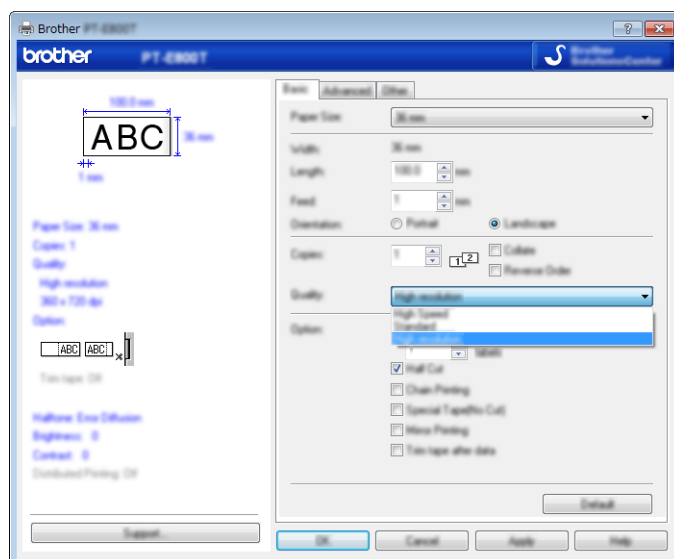 Brother PT-E800T
brother PT-E800T
Brother
SolutionsCenter
Basic Advanced Other
100.0 mm
ABC
36 mm
1 mm
Paper Size: 36 mm
Copies: 1
Quality:
High resolution
360 x 720 dpi
Option:
ABC ABC
Trim tape: Off
Halftone: Error Diffusion
Brightness: 0
Contrast: 0
Distributed Printing: Off
Support...
Paper Size: 36 mm
Width: 36 mm
Length: 100.0 mm
Feed: 1 mm
Orientation: Portrait Landscape
Copies: 1 1 2 Collate
Reverse Order
Quality: High resolution
High Speed
Standard
High resolution
Option:
labels
Half Cut
Chain Printing
Special Tape(No Cut)
Mirror Printing
Trim tape after data
Default
OK Cancel Apply Help